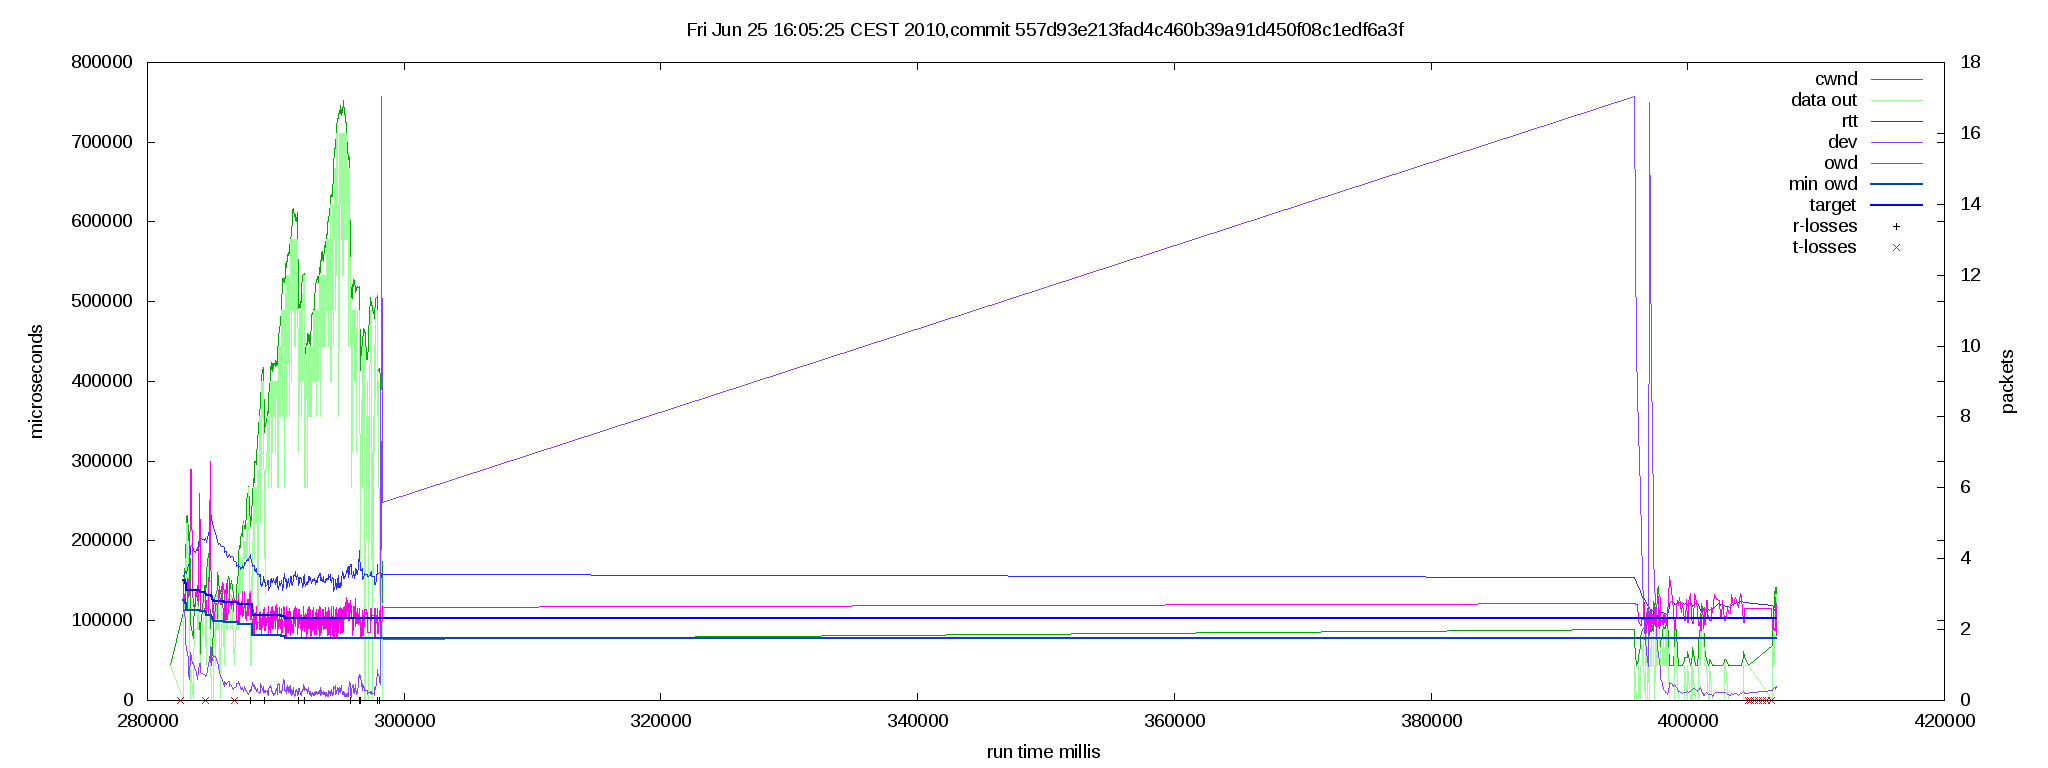 Fri Jun 25 16:05:25 CEST 2010,commit 557d93e213fad4c460b39a91d450f08c1edf6a3f
800000
700000
600000
500000
400000
300000
200000
100000
0
microseconds
18
16
14
12
10
8
6
4
2
0
packets
cwnd
data out
rtt
dev
owd
min owd
target
r-losses
t-losses
280000
300000
320000
340000
360000
380000
400000
420000
run time millis